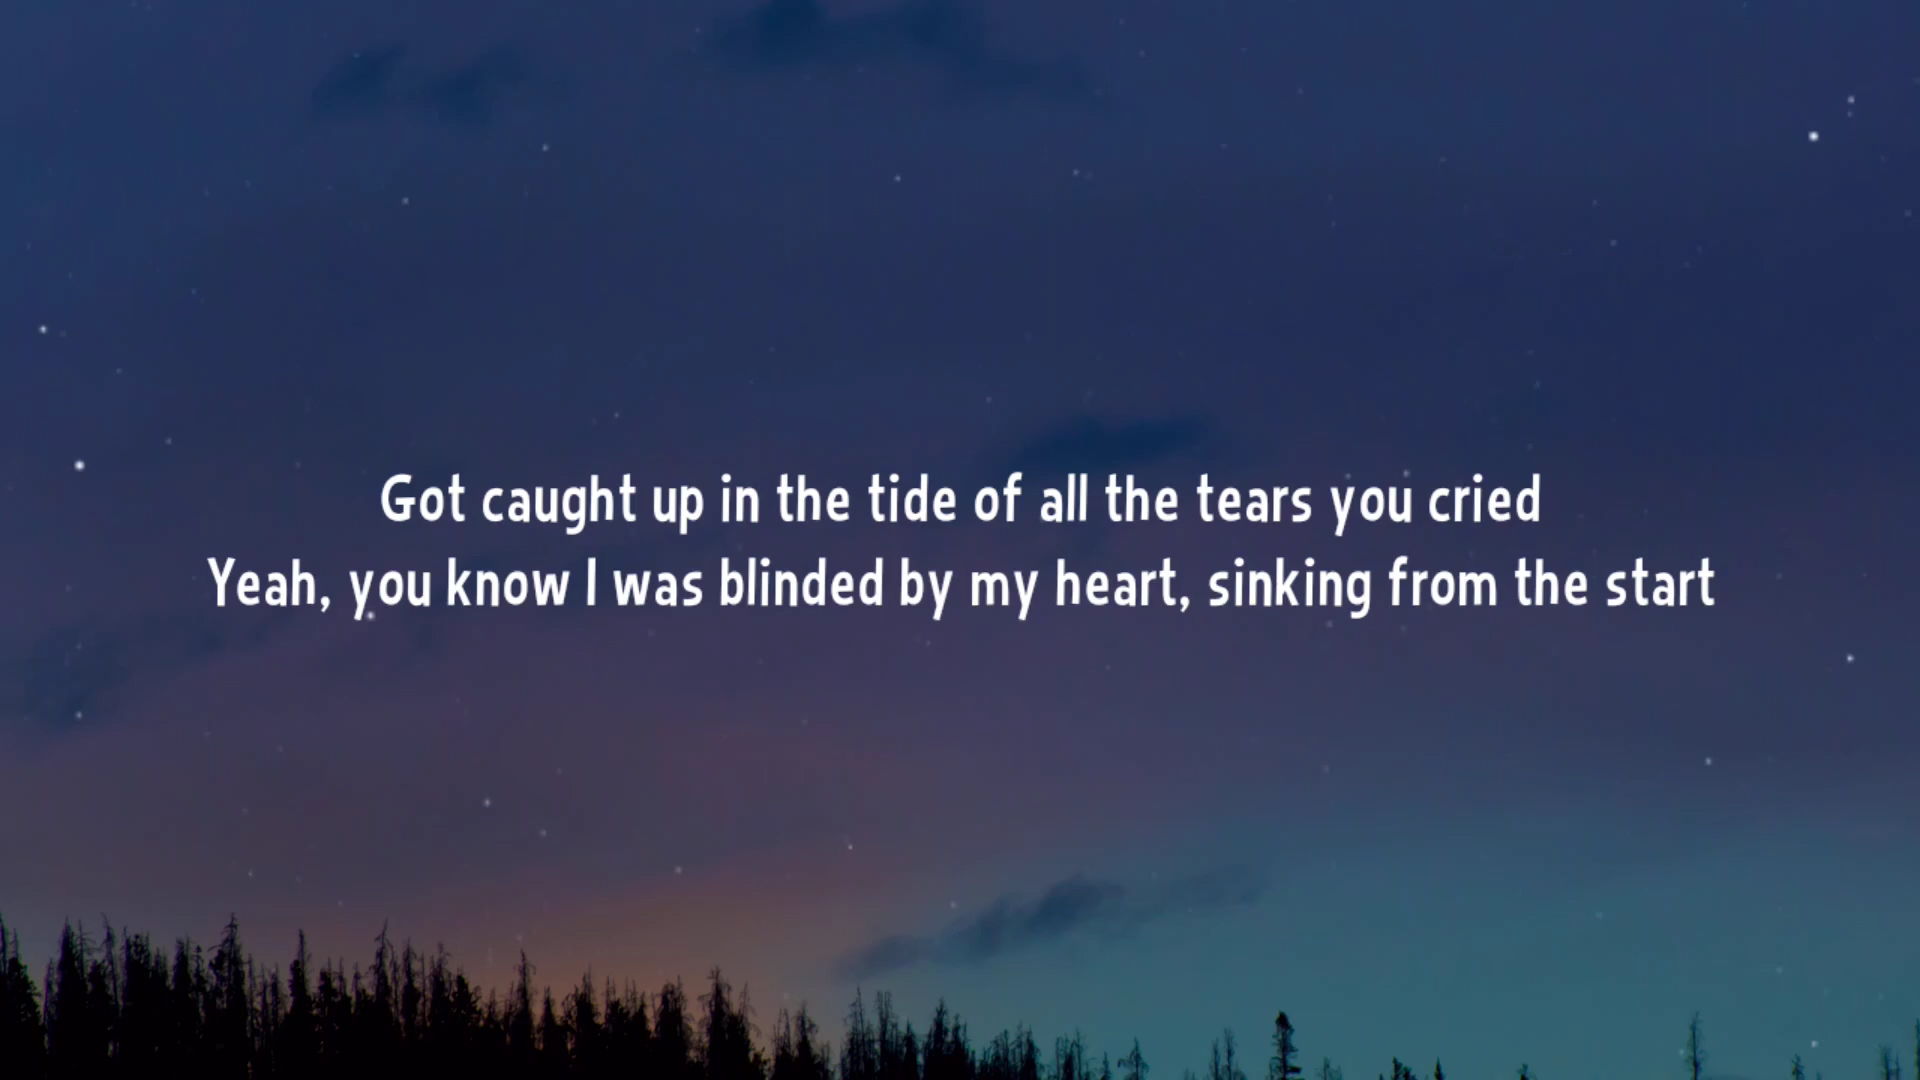 Got caught up in the tide of all the tears you cried
Yeah, you know I was blinded by my heart, sinking from the start